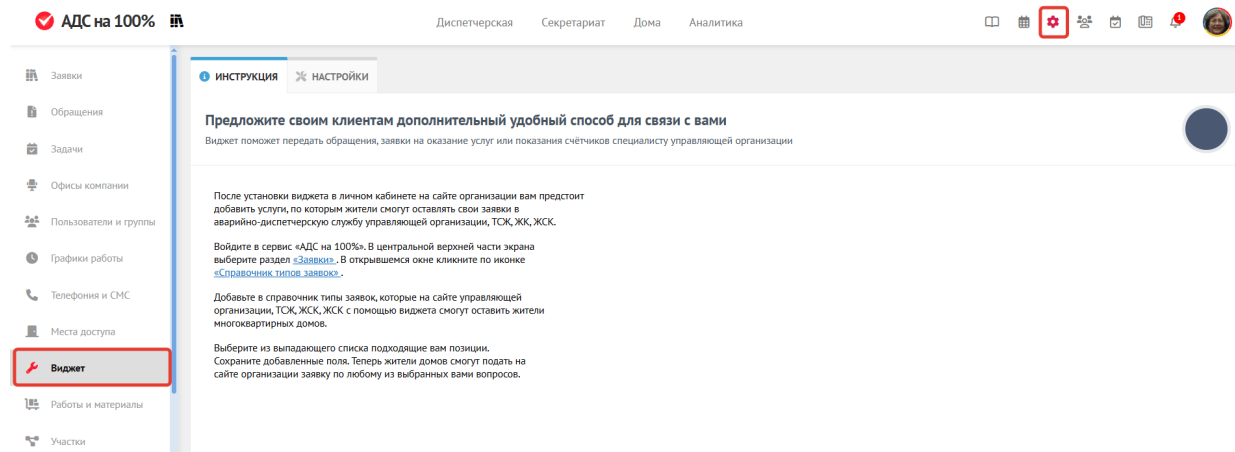 АДС на 100%
Диспетчерская Секретариат Дома Аналитика
1
Заявки
Обращения
Задачи
Офисы компании
Пользователи и группы
Графики работы
Телефония и СМС
Места доступа
Виджет
Работы и материалы
Участки
ИНСТРУКЦИЯ НАСТРОЙКИ
Предложите своим клиентам дополнительный удобный способ для связи с вами
Виджет поможет передать обращения, заявки на оказание услуг или показания счётчиков специалисту управляющей организации
После установки виджета в личном кабинете на сайте организации вам предстоит
добавить услуги, по которым жители смогут оставлять свои заявки в
аварийно-диспетчерскую службу управляющей организации, ТСЖ, ЖК, ЖСК.
Войдите в сервис «АДС на 100%». В центральной верхней части экрана
выберите раздел «Заявки» . В открывшемся окне кликните по иконке
«Справочник типов заявок» .
Добавьте в справочник типы заявок, которые на сайте управляющей
организации, ТСЖ, ЖСК, ЖСК с помощью виджета смогут оставить жители
многоквартирных домов.
Выберите из выпадающего списка подходящие вам позиции.
Сохраните добавленные поля. Теперь жители домов смогут подать на
сайте организации заявку по любому из выбранных вами вопросов.